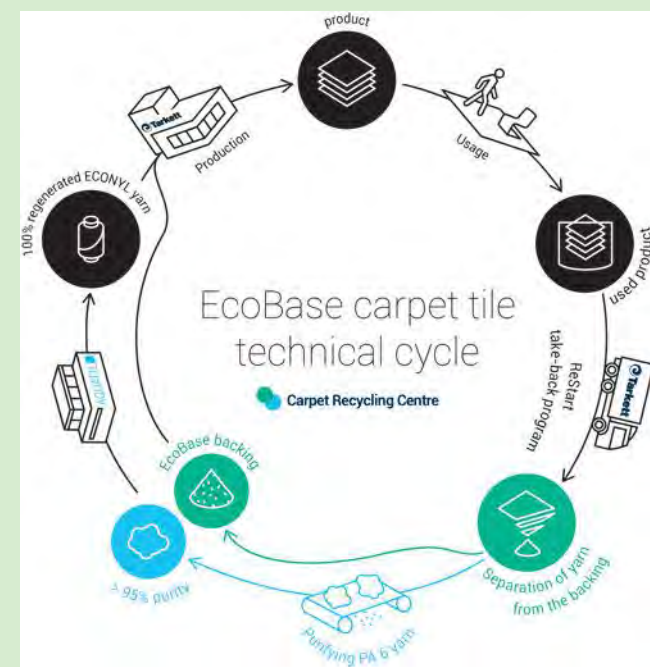 product
Tarkett
Production
Usage
100% regenerated ECONYL yarn
used product
EcoBase carpet tile
technical cycle
Carpet Recycling Centre
ReStart
take-back program
Tarkett
EcoBase backing
Separation of yarn
from the backing
≥ 95% purity
Purifying PA 6 yarn